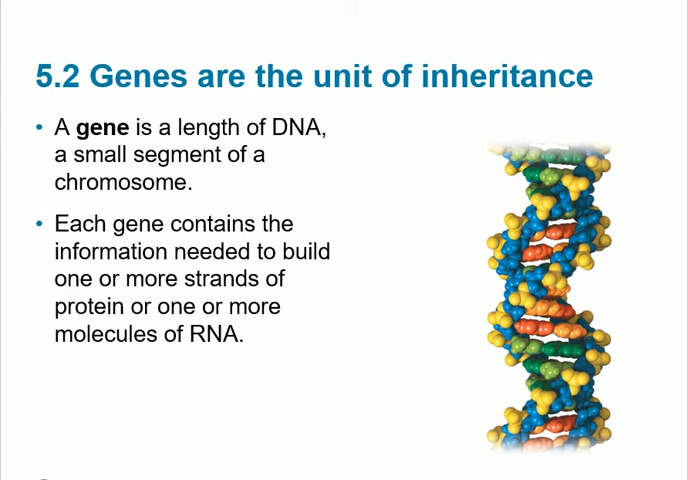 5.2 Genes are the unit of inheritance
• A gene is a length of DNA,
a small segment of a
chromosome.
• Each gene contains the
information needed to build
one or more strands of
protein or one or more
molecules of RNA.